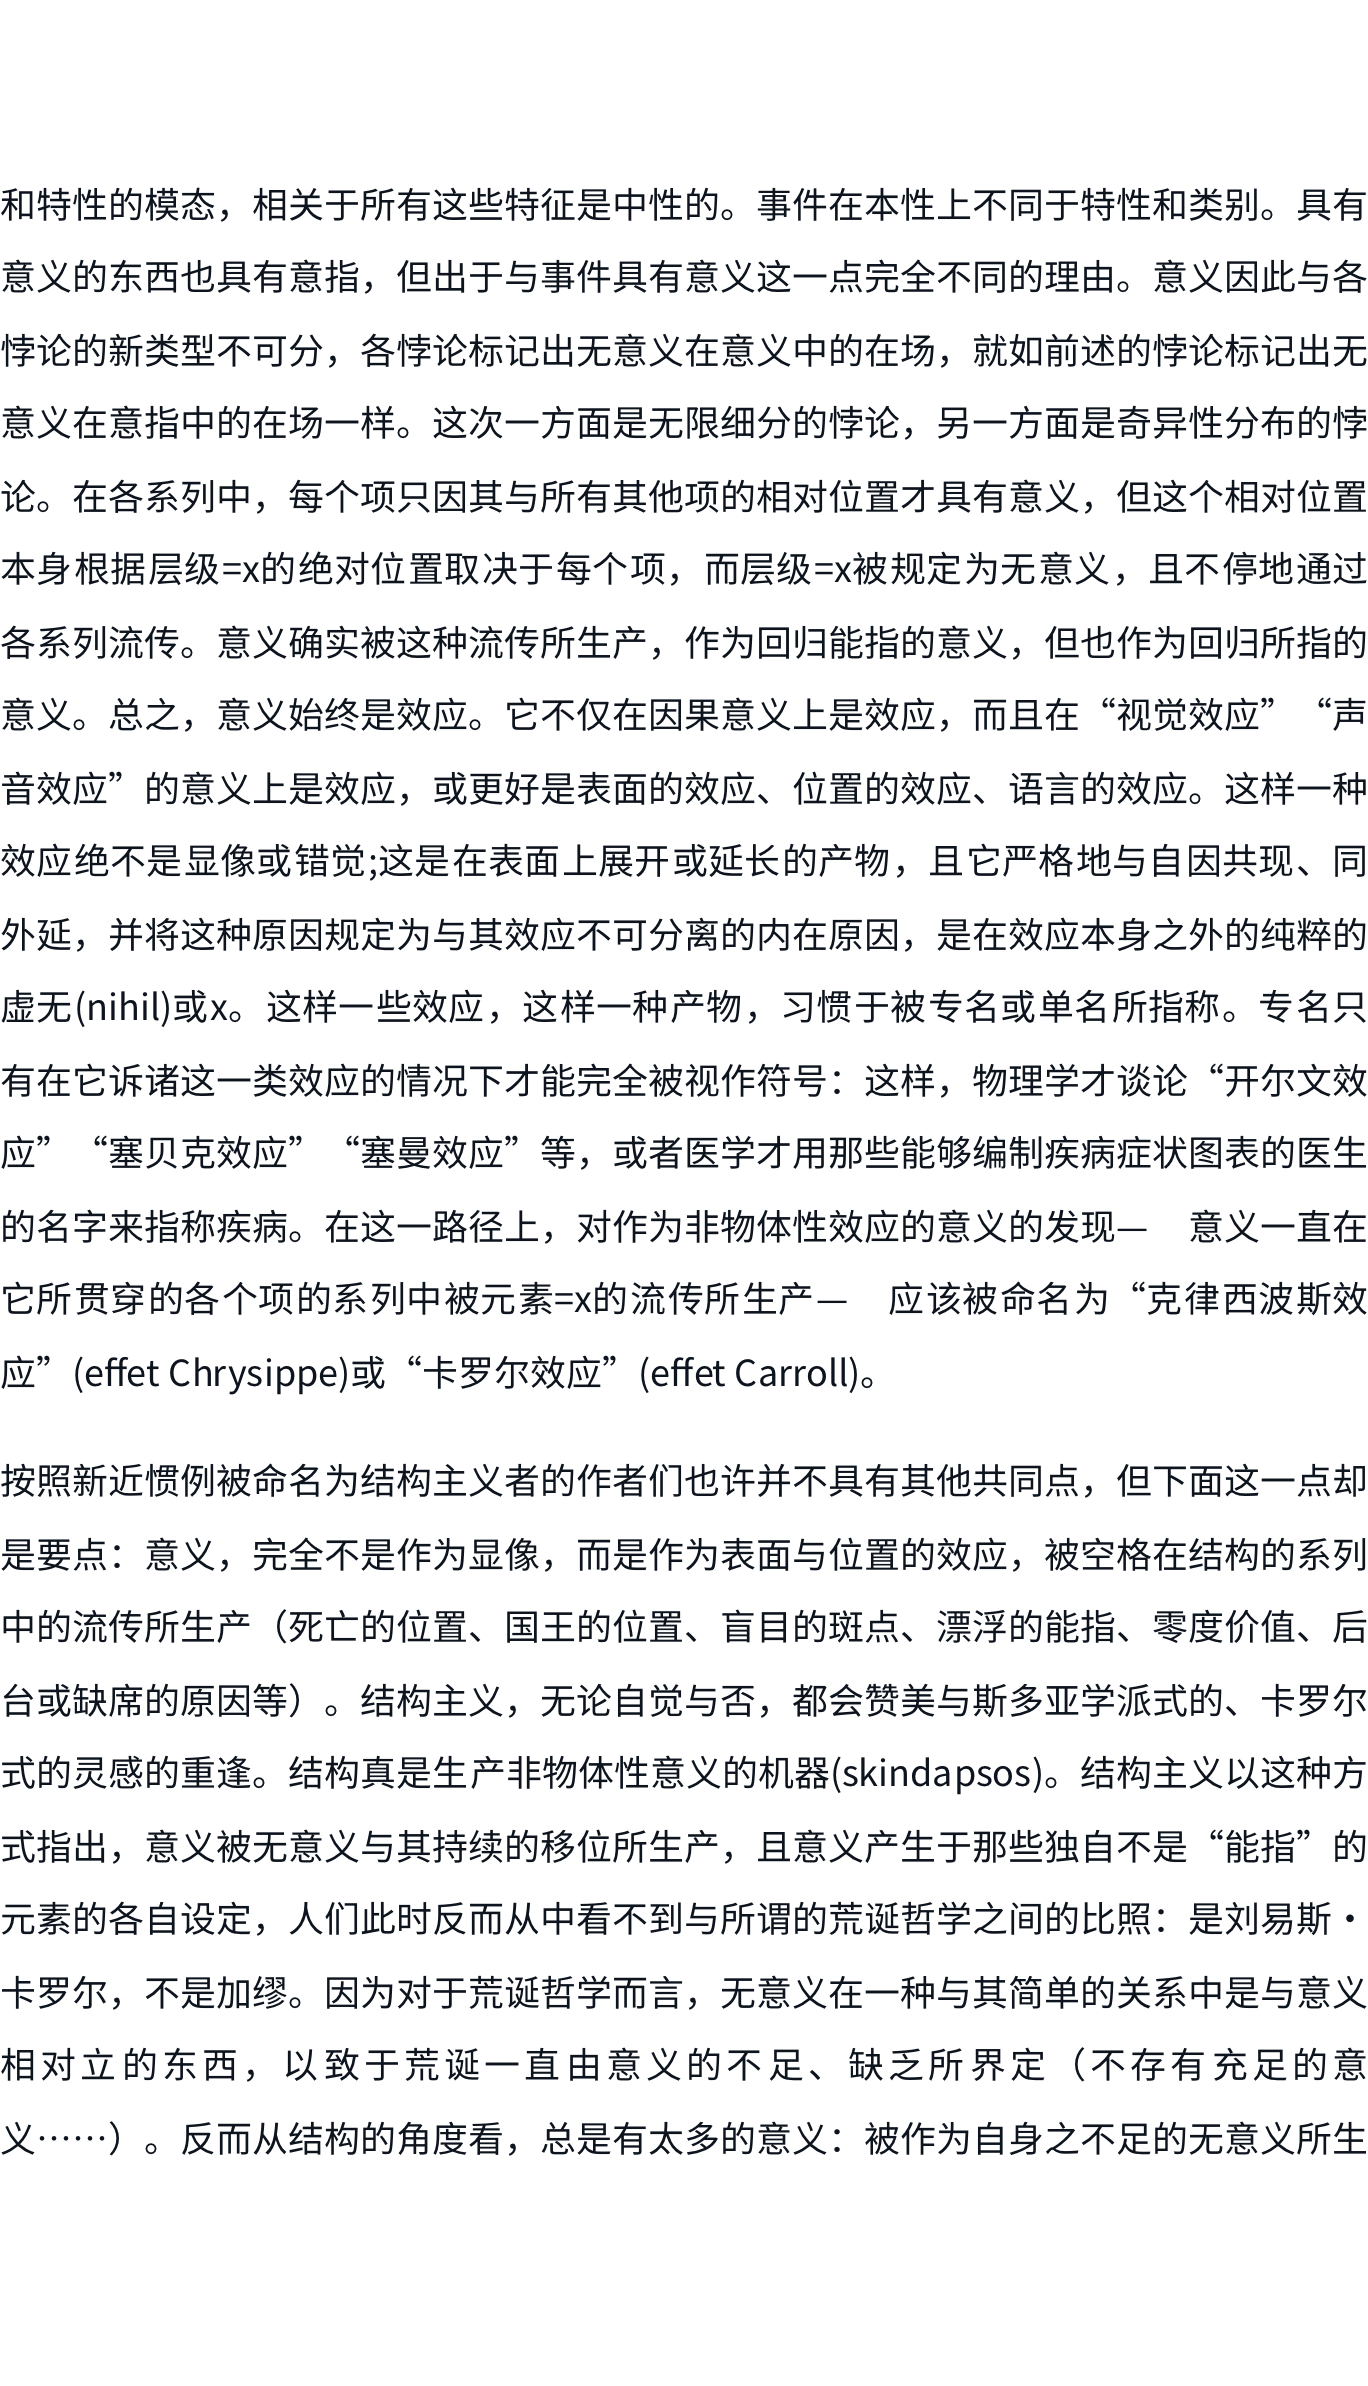 和特性的模态，相关于所有这些特征是中性的。事件在本性上不同于特性和类别。具有
意义的东西也具有意指，但出于与事件具有意义这一点完全不同的理由。意义因此与各
悖论的新类型不可分，各悖论标记出无意义在意义中的在场，就如前述的悖论标记出无
意义在意指中的在场一样。这次一方面是无限细分的悖论，另一方面是奇异性分布的悖
论。在各系列中，每个项只因其与所有其他项的相对位置才具有意义，但这个相对位置
本身根据层级=x的绝对位置取决于每个项，而层级=x被规定为无意义，且不停地通过
各系列流传。意义确实被这种流传所生产，作为回归能指的意义，但也作为回归所指的
意义。总之，意义始终是效应。它不仅在因果意义上是效应，而且在“视觉效应”“声
音效应”的意义上是效应，或更好是表面的效应、位置的效应、语言的效应。这样一种
效应绝不是显像或错觉;这是在表面上展开或延长的产物，且它严格地与自因共现、同
外延，并将这种原因规定为与其效应不可分离的内在原因，是在效应本身之外的纯粹的
虚无(nihil)或x。这样一些效应，这样一种产物，习惯于被专名或单名所指称。专名只
有在它诉诸这一类效应的情况下才能完全被视作符号：这样，物理学才谈论“开尔文效
应”“塞贝克效应”“塞曼效应”等，或者医学才用那些能够编制疾病症状图表的医生
的名字来指称疾病。在这一路径上，对作为非物体性效应的意义的发现—　意义一直在
它所贯穿的各个项的系列中被元素=x的流传所生产—　应该被命名为“克律西波斯效
应”(effet Chrysippe)或“卡罗尔效应”(effet Carroll)。
按照新近惯例被命名为结构主义者的作者们也许并不具有其他共同点，但下面这一点却
是要点：意义，完全不是作为显像，而是作为表面与位置的效应，被空格在结构的系列
中的流传所生产（死亡的位置、国王的位置、盲目的斑点、漂浮的能指、零度价值、后
台或缺席的原因等）。结构主义，无论自觉与否，都会赞美与斯多亚学派式的、卡罗尔
式的灵感的重逢。结构真是生产非物体性意义的机器(skindapsos)。结构主义以这种方
式指出，意义被无意义与其持续的移位所生产，且意义产生于那些独自不是“能指”的
元素的各自设定，人们此时反而从中看不到与所谓的荒诞哲学之间的比照：是刘易斯·
卡罗尔，不是加缪。因为对于荒诞哲学而言，无意义在一种与其简单的关系中是与意义
相对立的东西，以致于荒诞一直由意义的不足、缺乏所界定（不存有充足的意
义……）。反而从结构的角度看，总是有太多的意义：被作为自身之不足的无意义所生